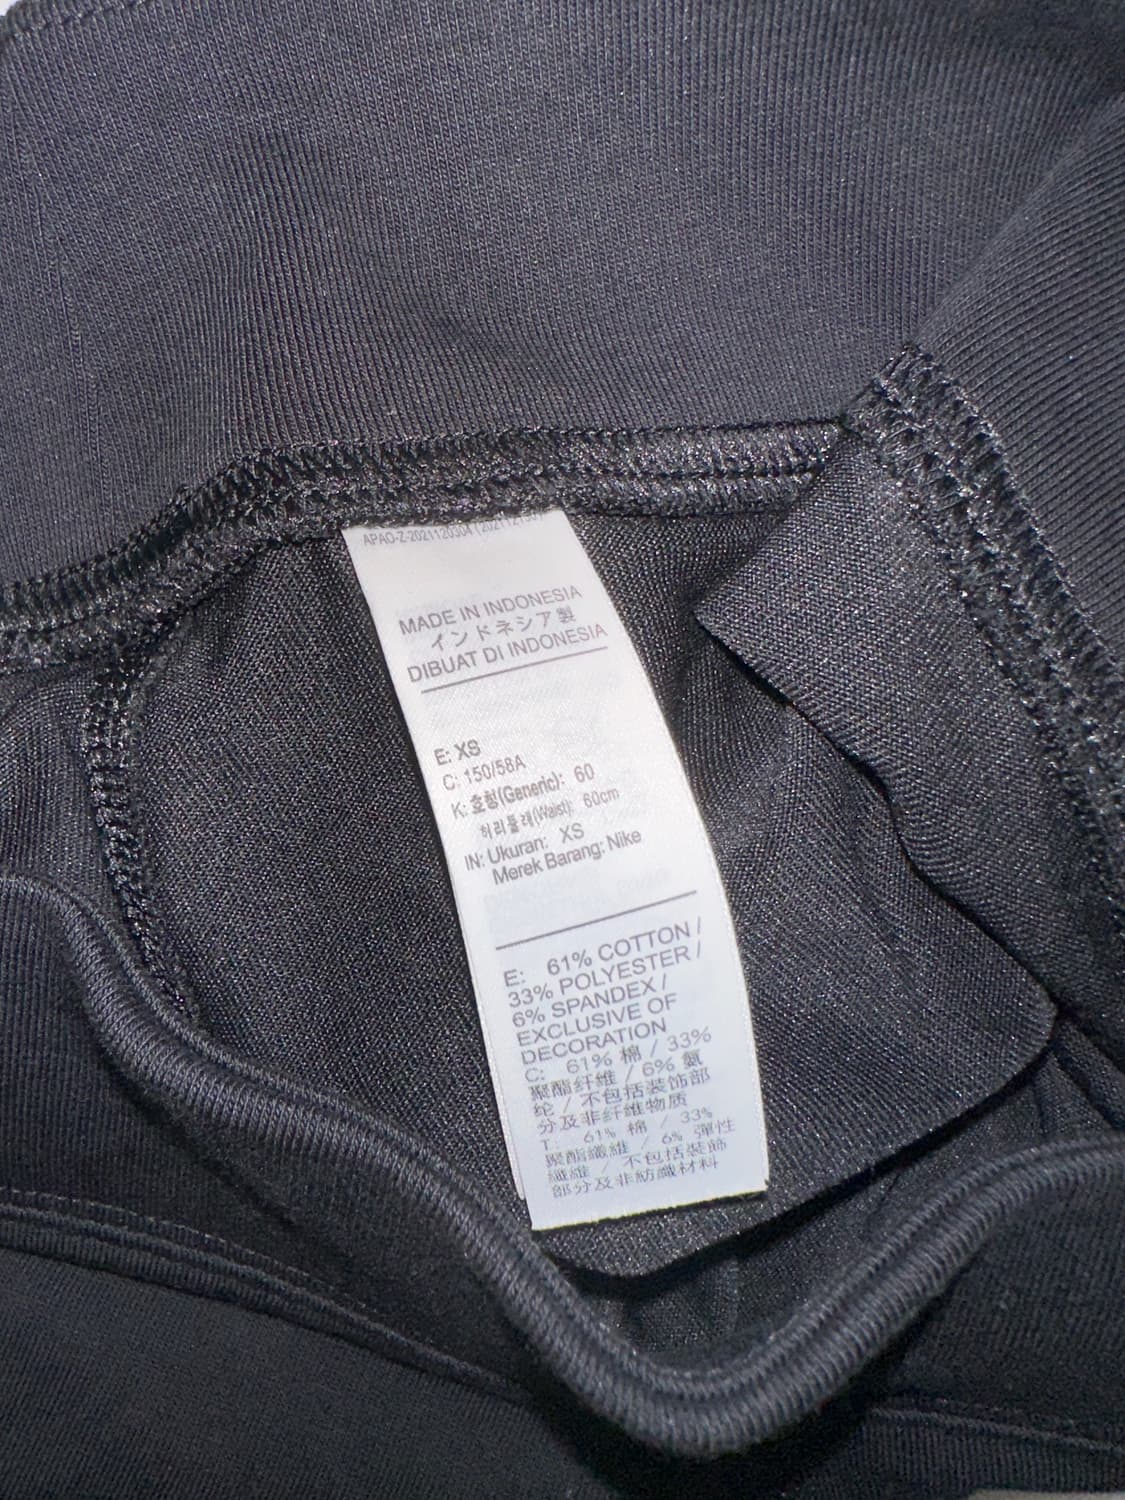 MADE IN INDONESIA
インドネシア製
DIBUAT DI INDONESIA
E: XS
C: 150/58A
K: 호칭(Generic): 60
허리둘레(Waist): 60cm
IN: Ukuran: XS
Merek Barang: Nike
E: 61% COTTON /
33% POLYESTER /
6% SPANDEX /
EXCLUSIVE OF
DECORATION
C: 61% 棉 / 33%
聚酯纤维 / 6% 氨
纶 / 不包括装饰部
分及非纤维物质
T: 61% 棉 / 33%
聚酯纖維 / 6% 彈性
纖維 / 不包括裝飾
部分及非紡織材料